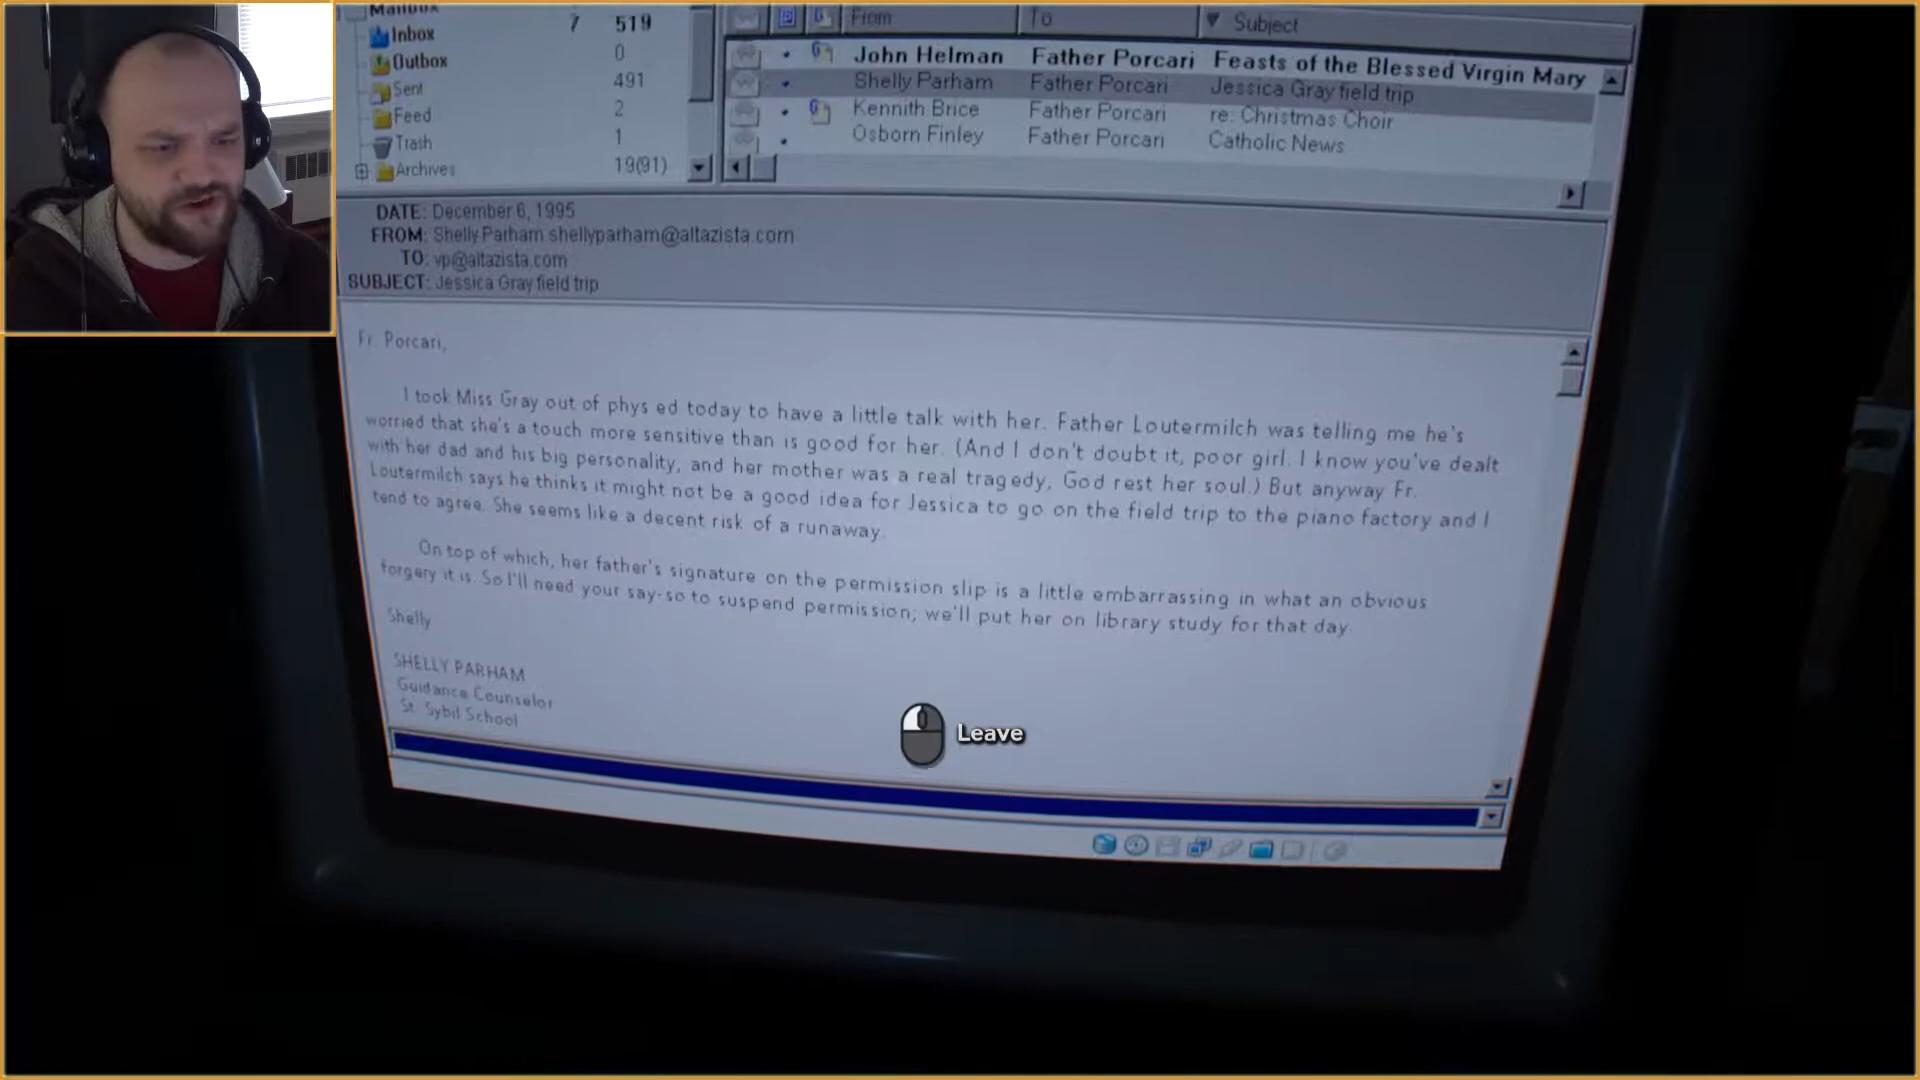 Mailbox 7 519
Inbox 0
Outbox
Sent 491
Feed 2
Trash 1
Archives 19(91)
From To Subject
John Helman Father Porcari Feasts of the Blessed Virgin Mary
Shelly Parham Father Porcari Jessica Gray field trip
Kennith Brice Father Porcari re: Christmas Choir
Osborn Finley Father Porcari Catholic News
DATE: December 6, 1995
FROM: Shelly Parham shellyparham@altazista.com
TO: vp@altazista.com
SUBJECT: Jessica Gray field trip
Fr. Porcari,
I took Miss Gray out of phys ed today to have a little talk with her. Father Loutermilch was telling me he's
worried that she's a touch more sensitive than is good for her. (And I don't doubt it, poor girl. I know you've dealt
with her dad and his big personality, and her mother was a real tragedy, God rest her soul.) But anyway Fr.
Loutermilch says he thinks it might not be a good idea for Jessica to go on the field trip to the piano factory and I
tend to agree. She seems like a decent risk of a runaway.
On top of which, her father's signature on the permission slip is a little embarrassing in what an obvious
forgery it is. So I'll need your say-so to suspend permission; we'll put her on library study for that day.
Shelly
SHELLY PARHAM
Guidance Counselor
St. Sybil School
Leave